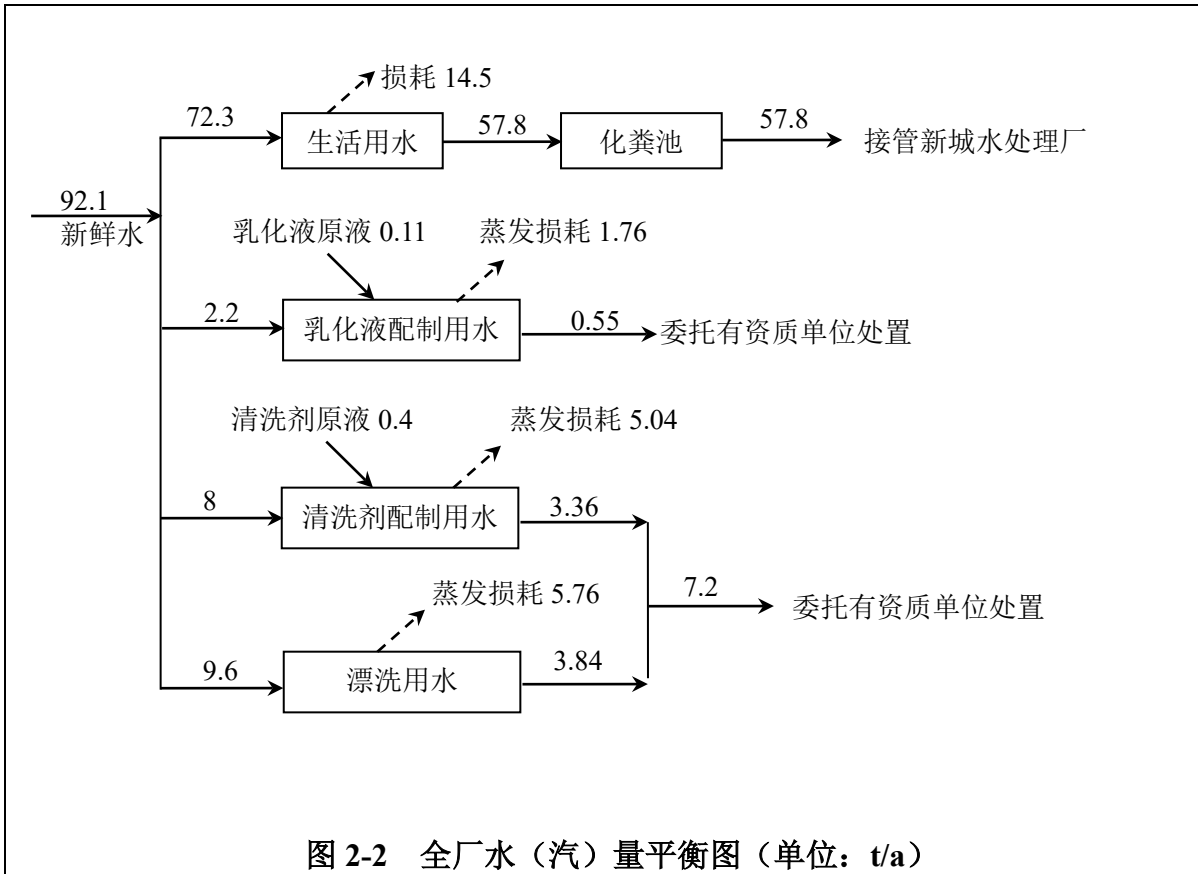 损耗 14.5
72.3
生活用水
57.8
化粪池
57.8
接管新城水处理厂
92.1
新鲜水
乳化液原液 0.11
蒸发损耗 1.76
2.2
乳化液配制用水
0.55
委托有资质单位处置
清洗剂原液 0.4
蒸发损耗 5.04
8
清洗剂配制用水
3.36
蒸发损耗 5.76
7.2
委托有资质单位处置
9.6
漂洗用水
3.84
图 2-2 全厂水（汽）量平衡图（单位：t/a）